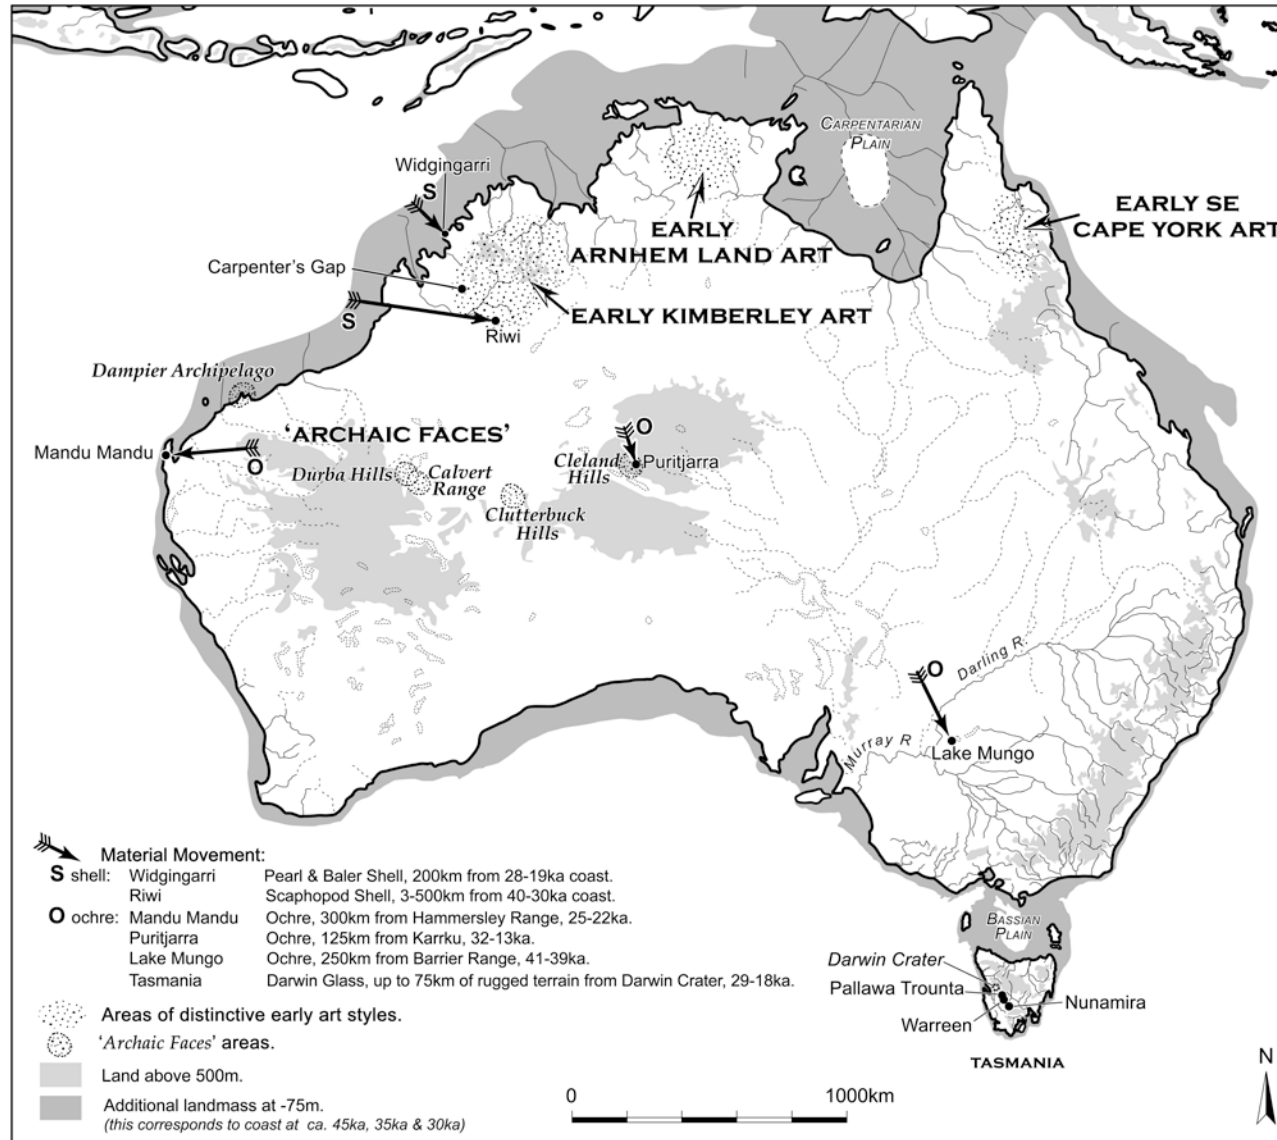 CARPENTARIAN
PLAIN
Widgingarri
S
EARLY
ARNHEM LAND ART
EARLY SE
CAPE YORK ART
Carpenter's Gap
S
EARLY KIMBERLEY ART
Riwi
Dampier Archipelago
Mandu Mandu
O
'ARCHAIC FACES'
Durba Hills
Calvert
Range
Clutterbuck
Hills
O
Cleland
Hills
Puritjarra
Darling R.
O
Murray R
Lake Mungo
BASSIAN
PLAIN
Darwin Crater
Pallawa Trounta
Warreen
Nunamira
TASMANIA
Material Movement:
S shell: Widgingarri Pearl & Baler Shell, 200km from 28-19ka coast.
Riwi Scaphopod Shell, 3-500km from 40-30ka coast.
O ochre: Mandu Mandu Ochre, 300km from Hammersley Range, 25-22ka.
Puritjarra Ochre, 125km from Karrku, 32-13ka.
Lake Mungo Ochre, 250km from Barrier Range, 41-39ka.
Tasmania Darwin Glass, up to 75km of rugged terrain from Darwin Crater, 29-18ka.
Areas of distinctive early art styles.
'Archaic Faces' areas.
Land above 500m.
Additional landmass at -75m.
(this corresponds to coast at ca. 45ka, 35ka & 30ka)
0 1000km
N